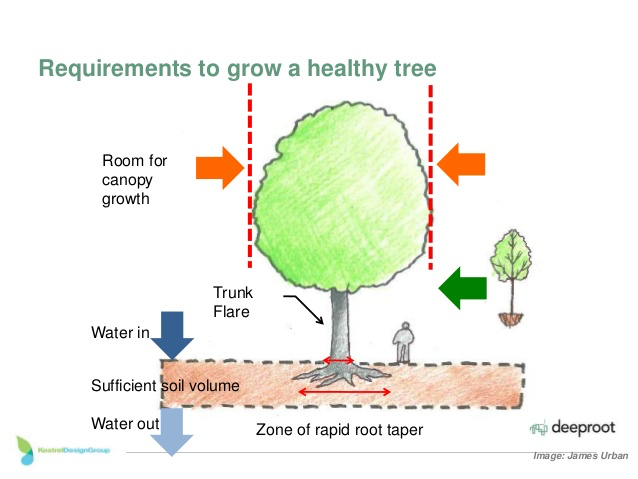 Requirements to grow a healthy tree
Room for
canopy
growth
Trunk
Flare
Water in
Sufficient soil volume
Water out
Zone of rapid root taper
deeproot
KestrelDesignGroup
Image: James Urban